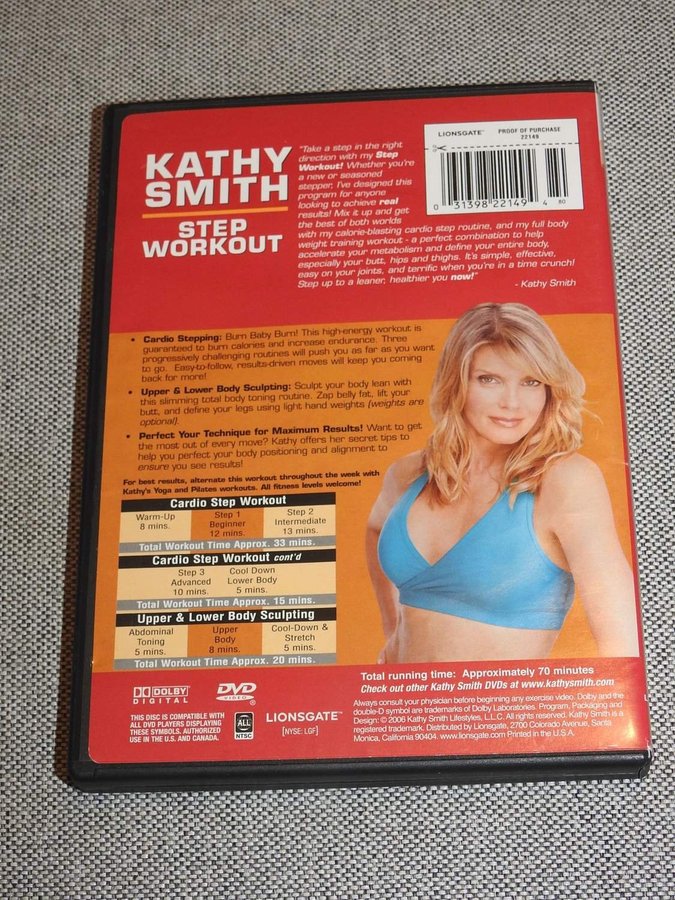 KATHY
SMITH
STEP
WORKOUT
"Take a step in the right
direction with my Step
Workout! Whether you're
a new or seasoned
stepper, I've designed this
program for anyone
looking to achieve real
results! Mix it up and get
the best of both worlds
with my calorie-blasting cardio step routine, and my full body
weight training workout - a perfect combination to help
accelerate your metabolism and define your entire body,
especially your butt, hips and thighs. It's simple, effective,
easy on your joints, and terrific when you're in a time crunch!
Step up to a leaner, healthier you now!"
- Kathy Smith
LIONSGATE™ PROOF OF PURCHASE
22149
0 31398 22149 4 80
• Cardio Stepping: Burn Baby Burn! This high-energy workout is
guaranteed to burn calories and increase endurance. Three
progressively challenging routines will push you as far as you want
to go. Easy-to-follow, results-driven moves will keep you coming
back for more!
• Upper & Lower Body Sculpting: Sculpt your body lean with
this slimming total body toning routine. Zap belly fat, lift your
butt, and define your legs using light hand weights (weights are
optional).
• Perfect Your Technique for Maximum Results! Want to get
the most out of every move? Kathy offers her secret tips to
help you perfect your body positioning and alignment to
ensure you see results!
For best results, alternate this workout throughout the week with
Kathy's Yoga and Pilates workouts. All fitness levels welcome!
Cardio Step Workout
Warm-Up
8 mins.
Step 1
Beginner
12 mins.
Step 2
Intermediate
13 mins.
Total Workout Time Approx. 33 mins.
Cardio Step Workout cont'd
Step 3
Advanced
10 mins.
Cool Down
Lower Body
5 mins.
Total Workout Time Approx. 15 mins.
Upper & Lower Body Sculpting
Abdominal
Toning
5 mins.
Upper
Body
8 mins.
Cool-Down &
Stretch
5 mins.
Total Workout Time Approx. 20 mins.
Total running time: Approximately 70 minutes
Check out other Kathy Smith DVDs at www.kathysmith.com
Always consult your physician before beginning any exercise video. Dolby and the
double-D symbol are trademarks of Dolby Laboratories. Program, Packaging and
Design: © 2006 Kathy Smith Lifestyles, L.L.C. All rights reserved. Kathy Smith is a
registered trademark. Distributed by Lionsgate, 2700 Colorado Avenue, Santa
Monica, California 90404. www.lionsgate.com Printed in the U.S.A.
DOLBY
DIGITAL
DVD
VIDEO
THIS DISC IS COMPATIBLE WITH
ALL DVD PLAYERS DISPLAYING
THESE SYMBOLS. AUTHORIZED
USE IN THE U.S. AND CANADA.
ALL
NTSC
LIONSGATE™
[NYSE: LGF]